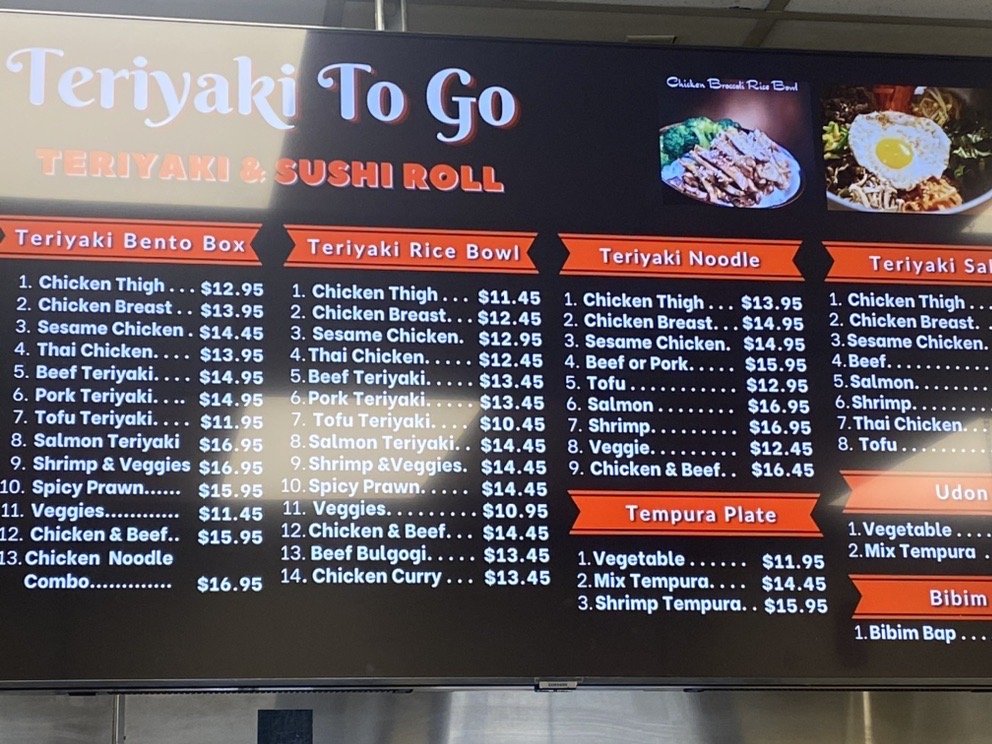 Teriyaki To Go
TERIYAKI & SUSHI ROLL
Chicken Broccoli Rice Bowl
Teriyaki Bento Box
1. Chicken Thigh . . . $12.95
2. Chicken Breast . . $13.95
3. Sesame Chicken . $14.45
4. Thai Chicken. . . . $13.95
5. Beef Teriyaki. . . . $14.95
6. Pork Teriyaki. . . . $14.95
7. Tofu Teriyaki. . . . $11.95
8. Salmon Teriyaki $16.95
9. Shrimp & Veggies $16.95
10. Spicy Prawn...... $15.95
11. Veggies............. $11.45
12. Chicken & Beef.. $15.95
13. Chicken Noodle
Combo............. $16.95
Teriyaki Rice Bowl
1. Chicken Thigh . . . $11.45
2. Chicken Breast. . . $12.45
3. Sesame Chicken. $12.95
4. Thai Chicken. . . . . $12.45
5. Beef Teriyaki. . . . . $13.45
6. Pork Teriyaki. . . . . $13.45
7. Tofu Teriyaki. . . . $10.45
8. Salmon Teriyaki. . $14.45
9. Shrimp &Veggies. $14.45
10. Spicy Prawn. . . . . $14.45
11. Veggies. . . . . . . . . $10.95
12. Chicken & Beef. . . $14.45
13. Beef Bulgogi. . . . . $13.45
14. Chicken Curry . . . $13.45
Teriyaki Noodle
1. Chicken Thigh . . . $13.95
2. Chicken Breast. . . $14.95
3. Sesame Chicken. $14.95
4. Beef or Pork. . . . . $15.95
5. Tofu . . . . . . . . . $12.95
6. Salmon . . . . . . . . $16.95
7. Shrimp. . . . . . . . . $16.95
8. Veggie. . . . . . . . . $12.45
9. Chicken & Beef. . $16.45
Tempura Plate
1. Vegetable . . . . . . $11.95
2. Mix Tempura. . . . $14.45
3. Shrimp Tempura. . $15.95
Teriyaki Sal
1. Chicken Thigh . . .
2. Chicken Breast. .
3. Sesame Chicken.
4. Beef. . . . . . . . . . .
5. Salmon. . . . . . . . .
6. Shrimp. . . . . . . . .
7. Thai Chicken. . . .
8. Tofu . . . . . . . . . .
Udon
1. Vegetable . . . .
2. Mix Tempura .
Bibim
1. Bibim Bap . . .